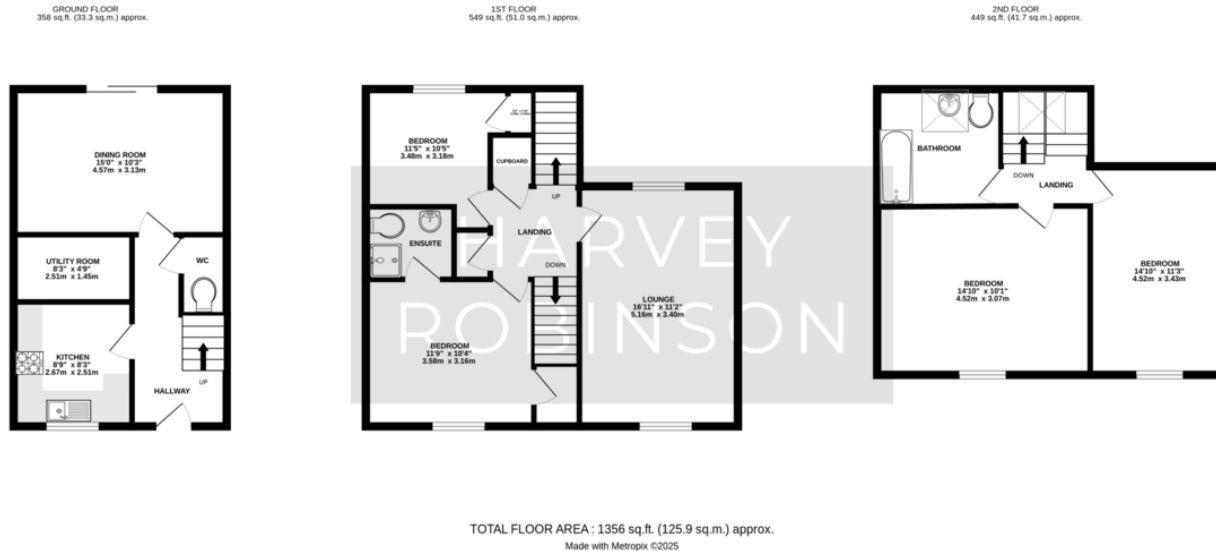 GROUND FLOOR
358 sq.ft. (33.3 sq.m.) approx.
DINING ROOM
15'0" x 10'3"
4.57m x 3.13m
UTILITY ROOM
8'3" x 4'9"
2.51m x 1.45m
WC
KITCHEN
8'9" x 8'3"
2.67m x 2.51m
UP
HALLWAY
1ST FLOOR
549 sq.ft. (51.0 sq.m.) approx.
BEDROOM
11'5" x 10'5"
3.48m x 3.18m
CUPBOARD
UP
LANDING
ENSUITE
DOWN
BEDROOM
11'9" x 10'4"
3.58m x 3.16m
LOUNGE
16'11" x 11'2"
5.16m x 3.40m
HARVEY
ROBINSON
2ND FLOOR
449 sq.ft. (41.7 sq.m.) approx.
BATHROOM
DOWN
LANDING
BEDROOM
14'10" x 10'1"
4.52m x 3.07m
BEDROOM
14'10" x 11'3"
4.52m x 3.43m
TOTAL FLOOR AREA : 1356 sq.ft. (125.9 sq.m.) approx.
Made with Metropix ©2025